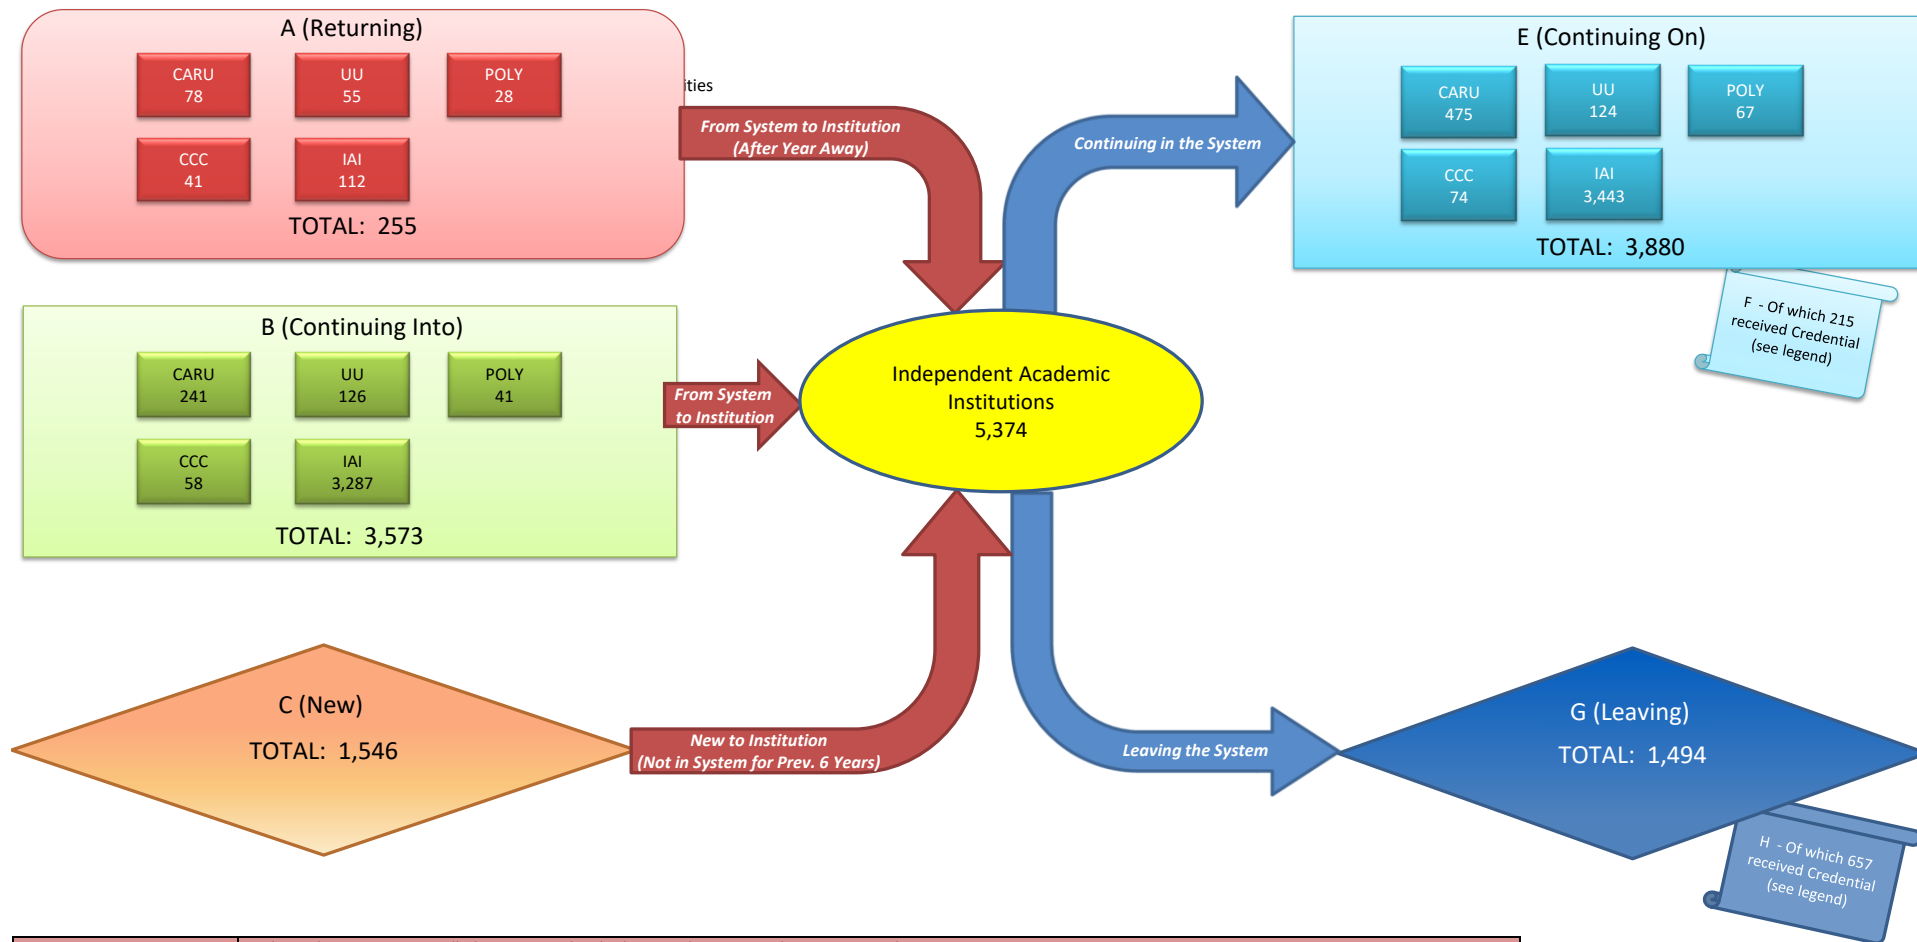 A (Returning)
CARU
78
UU
55
POLY
28
CCC
41
IAI
112
TOTAL: 255
ities
From System to Institution
(After Year Away)
Continuing in the System
E (Continuing On)
CARU
475
UU
124
POLY
67
CCC
74
IAI
3,443
TOTAL: 3,880
F - Of which 215
received Credential
(see legend)
B (Continuing Into)
CARU
241
UU
126
POLY
41
CCC
58
IAI
3,287
TOTAL: 3,573
From System
to Institution
Independent Academic
Institutions
5,374
C (New)
TOTAL: 1,546
New to Institution
(Not in System for Prev. 6 Years)
Leaving the System
G (Leaving)
TOTAL: 1,494
H - Of which 657
received Credential
(see legend)